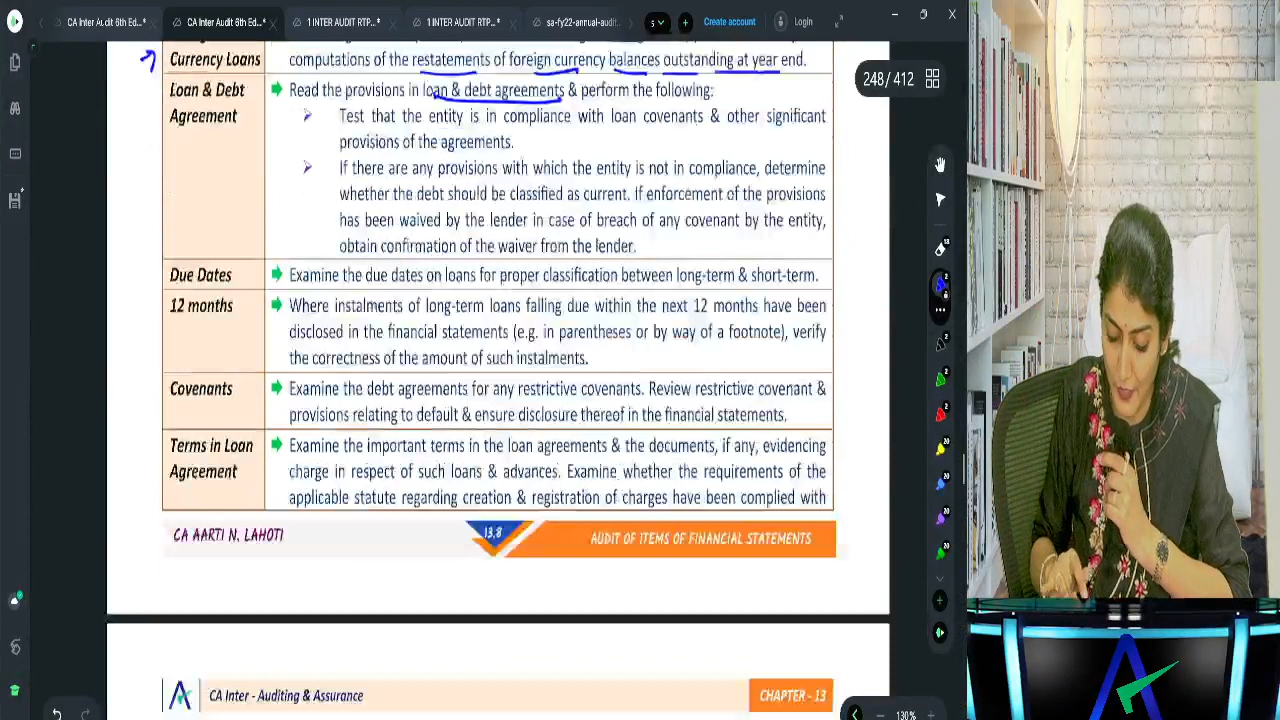 CA Inter Audit 8th Ed...*
CA Inter Audit 8th Ed...*
1 INTER AUDIT RTP...*
1 INTER AUDIT RTP...*
sa-fy22-annual-audit...
Create account
Login
Currency Loans
computations of the restatements of foreign currency balances outstanding at year end.
248/412
Loan & Debt Agreement
Read the provisions in loan & debt agreements & perform the following:
Test that the entity is in compliance with loan covenants & other significant
provisions of the agreements.
If there are any provisions with which the entity is not in compliance, determine
whether the debt should be classified as current. If enforcement of the provisions
has been waived by the lender in case of breach of any covenant by the entity,
obtain confirmation of the waiver from the lender.
Due Dates
Examine the due dates on loans for proper classification between long-term & short-term.
12 months
Where instalments of long-term loans falling due within the next 12 months have been
disclosed in the financial statements (e.g. in parentheses or by way of a footnote), verify
the correctness of the amount of such instalments.
Covenants
Examine the debt agreements for any restrictive covenants. Review restrictive covenant &
provisions relating to default & ensure disclosure thereof in the financial statements.
Terms in Loan
Agreement
Examine the important terms in the loan agreements & the documents, if any, evidencing
charge in respect of such loans & advances. Examine whether the requirements of the
applicable statute regarding creation & registration of charges have been complied with
CA AARTI N. LAHOTI
13.8
AUDIT OF ITEMS OF FINANCIAL STATEMENTS
CA Inter - Auditing & Assurance
CHAPTER - 13
130%